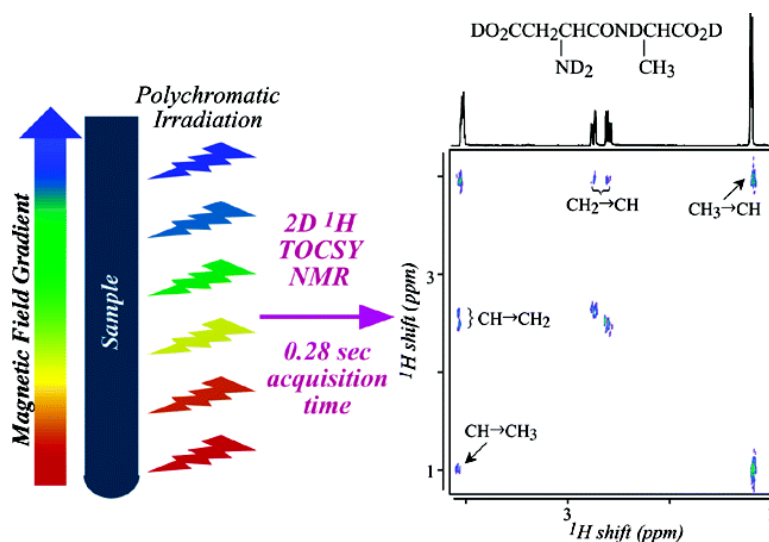 Magnetic Field Gradient
Sample
Polychromatic
Irradiation
2D ¹H
TOCSY
NMR
0.28 sec
acquisition
time
DO₂CCH₂CHCONDCHCO₂D
ND₂
CH₃
CH₂→CH
CH₃→CH
} CH→CH₂
CH→CH₃
3
1
¹H shift (ppm)
3
¹H shift (ppm)